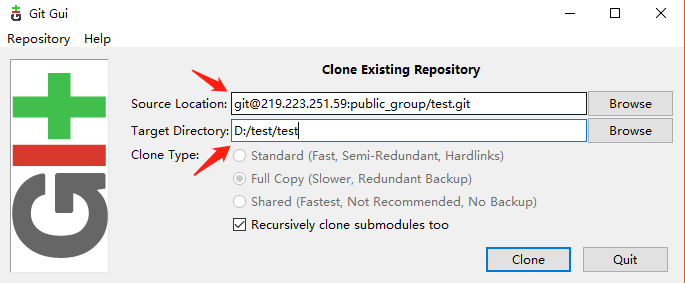 Git Gui
Repository Help
Clone Existing Repository
Source Location: git@219.223.251.59:public_group/test.git Browse
Target Directory: D:/test/test Browse
Clone Type: Standard (Fast, Semi-Redundant, Hardlinks)
Full Copy (Slower, Redundant Backup)
Shared (Fastest, Not Recommended, No Backup)
Recursively clone submodules too
Clone Quit
GIt